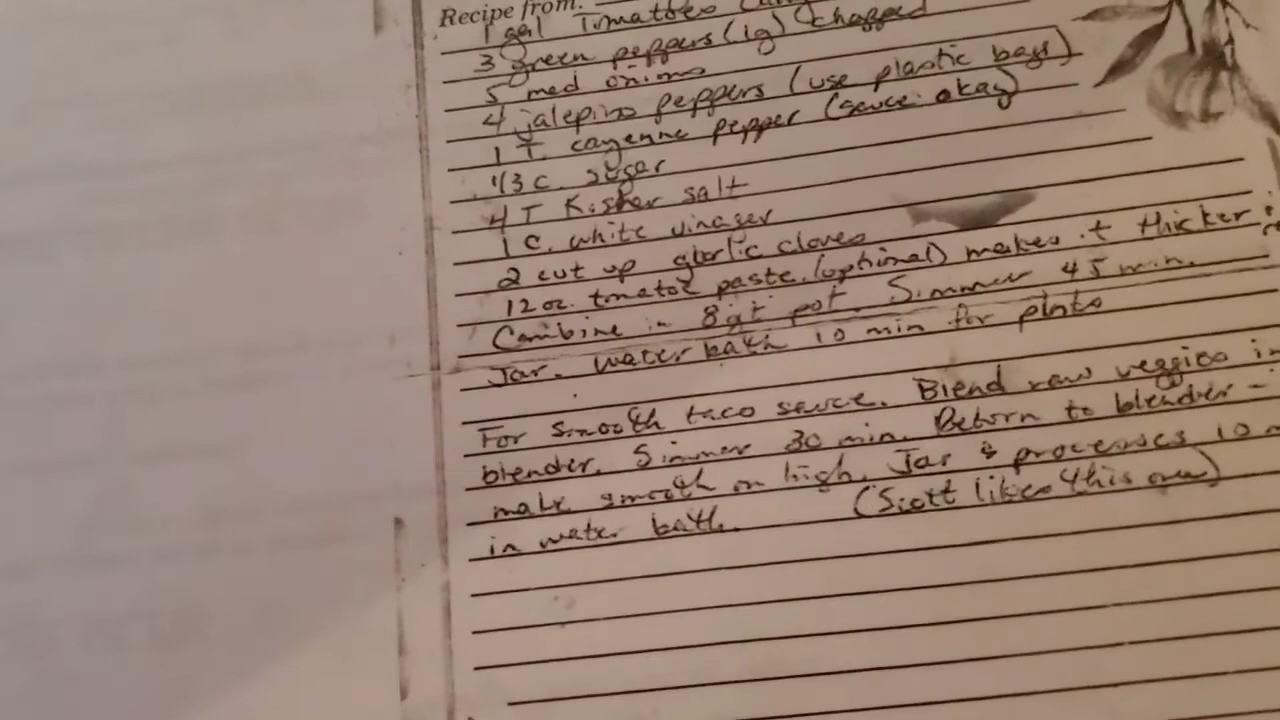 Recipe from:
1 gal Tomatoes
3 green peppers (lg) chopped
5 med onions
4 jalepino peppers (use plastic bags)
1 T. cayenne pepper (sauce okay)
1/3 c. sugar
4 T Kosher salt
1 c. white vinager
2 cut up garlic cloves
12 oz. tomatoe paste (optional) makes it thicker
Combine in 8 qt pot. Simmer 45 min.
Jar. Water bath 10 min for pints
For smooth taco sauce. Blend raw veggies in
blender. Simmer 30 min. Return to blender -
make smooth on high. Jar & processes 10
in water bath. (Scott likes this one)